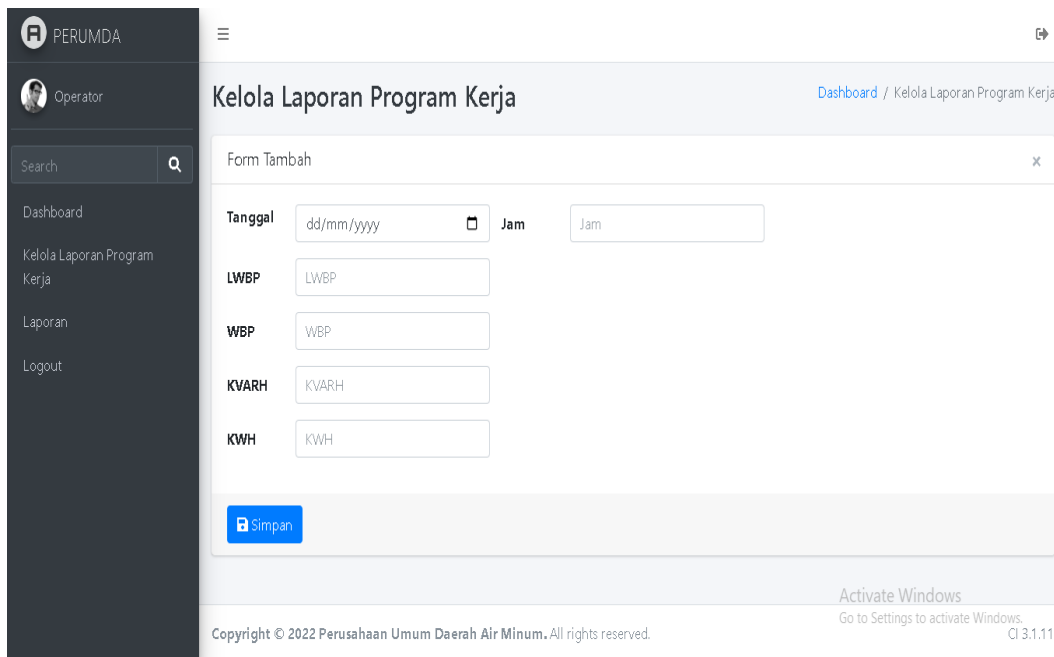 PERUMDA
Operator
Search
Dashboard
Kelola Laporan Program
Kerja
Laporan
Logout
Kelola Laporan Program Kerja
Dashboard / Kelola Laporan Program Kerja
Form Tambah
×
Tanggal dd/mm/yyyy Jam Jam
LWBP LWBP
WBP WBP
KVARH KVARH
KWH KWH
Simpan
Activate Windows
Go to Settings to activate Windows.
Copyright © 2022 Perusahaan Umum Daerah Air Minum. All rights reserved.
CI 3.1.11